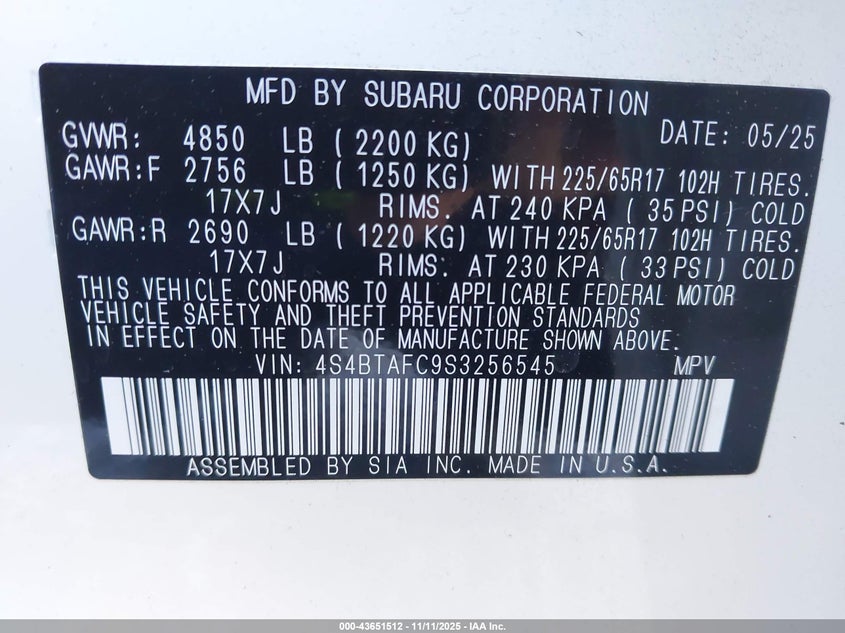 MFD BY SUBARU CORPORATION
GVWR: 4850 LB ( 2200 KG) DATE: 05/25
GAWR:F 2756 LB ( 1250 KG) WITH 225/65R17 102H TIRES.
17X7J RIMS. AT 240 KPA ( 35 PSI) COLD
GAWR:R 2690 LB ( 1220 KG) WITH 225/65R17 102H TIRES.
17X7J RIMS. AT 230 KPA ( 33 PSI) COLD
THIS VEHICLE CONFORMS TO ALL APPLICABLE FEDERAL MOTOR
VEHICLE SAFETY AND THEFT PREVENTION STANDARDS
IN EFFECT ON THE DATE OF MANUFACTURE SHOWN ABOVE.
VIN: 4S4BTAFC9S3256545 MPV
ASSEMBLED BY SIA INC. MADE IN U.S.A.
000-43651512 - 11/11/2025 - IAA Inc.